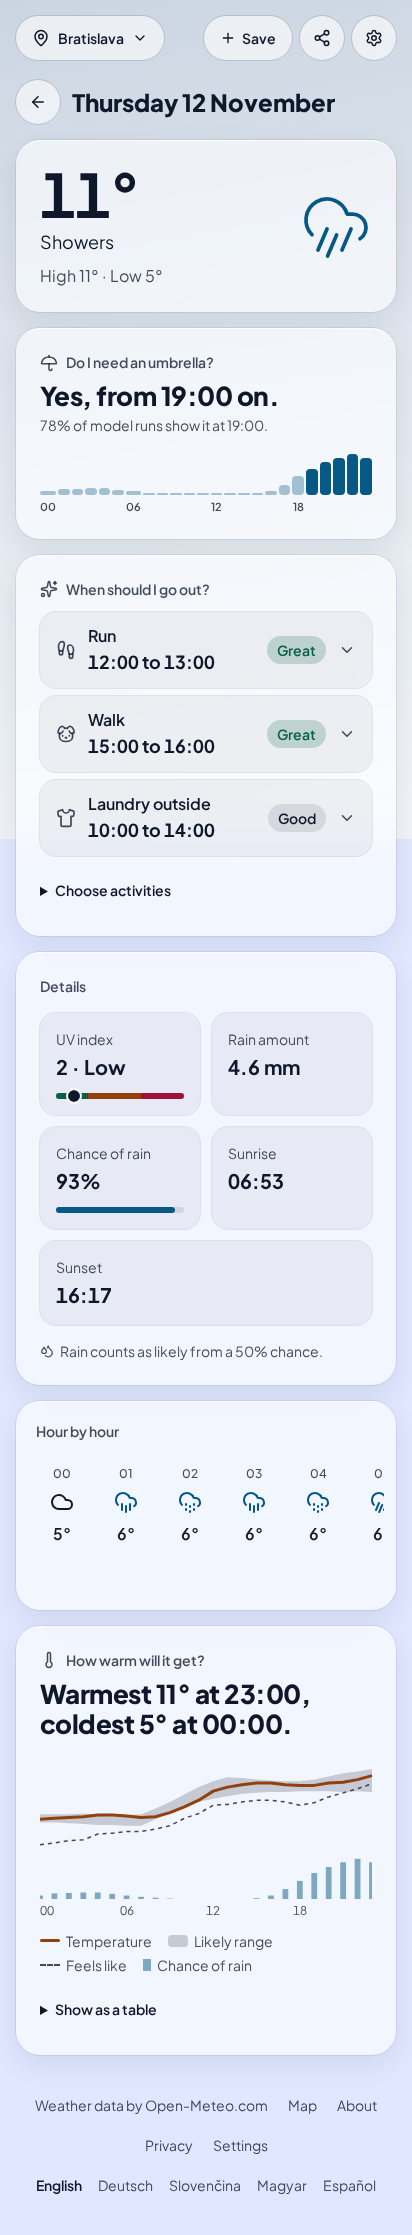 Bratislava
Save
Thursday 12 November
11°
Showers
High 11° · Low 5°
Do I need an umbrella?
Yes, from 19:00 on.
78% of model runs show it at 19:00.
00 06 12 18
When should I go out?
Run
12:00 to 13:00
Great
Walk
15:00 to 16:00
Great
Laundry outside
10:00 to 14:00
Good
Choose activities
Details
UV index
2 · Low
Rain amount
4.6 mm
Chance of rain
93%
Sunrise
06:53
Sunset
16:17
Rain counts as likely from a 50% chance.
Hour by hour
00 01 02 03 04 0
5° 6° 6° 6° 6° 6
How warm will it get?
Warmest 11° at 23:00,
coldest 5° at 00:00.
00 06 12 18
Temperature Likely range
Feels like Chance of rain
Show as a table
Weather data by Open-Meteo.com Map About
Privacy Settings
English Deutsch Slovenčina Magyar Español